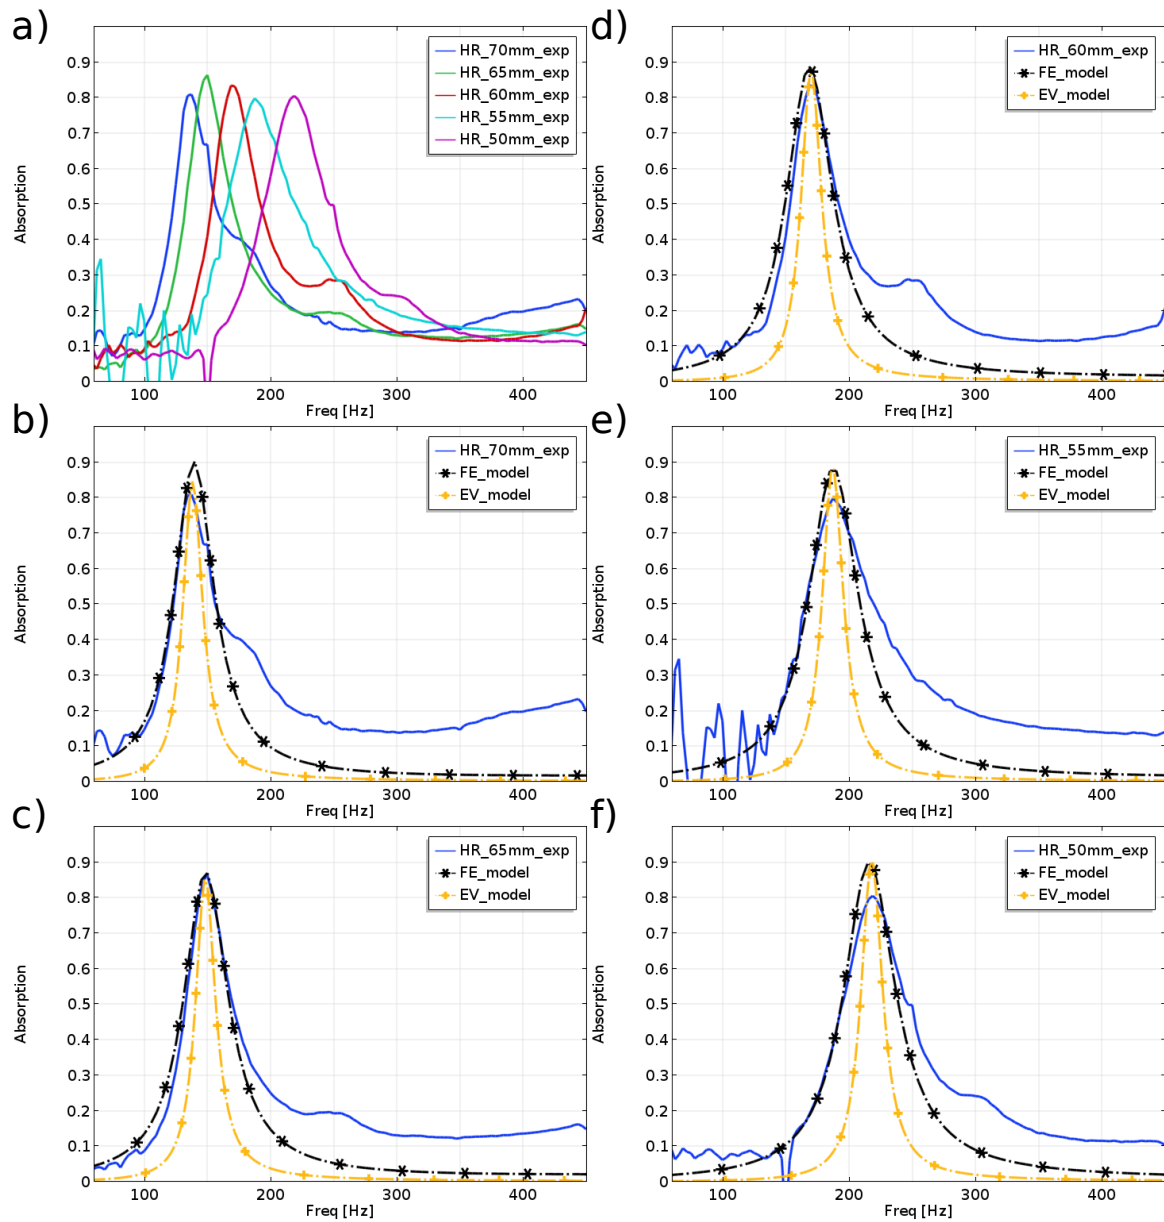 a)
HR_70mm_exp
HR_65mm_exp
HR_60mm_exp
HR_55mm_exp
HR_50mm_exp
Absorption
0.9
0.8
0.7
0.6
0.5
0.4
0.3
0.2
0.1
0
100
200
300
400
Freq [Hz]
b)
HR_70mm_exp
FE_model
EV_model
Absorption
0.9
0.8
0.7
0.6
0.5
0.4
0.3
0.2
0.1
0
100
200
300
400
Freq [Hz]
c)
HR_65mm_exp
FE_model
EV_model
Absorption
0.9
0.8
0.7
0.6
0.5
0.4
0.3
0.2
0.1
0
100
200
300
400
Freq [Hz]
d)
HR_60mm_exp
FE_model
EV_model
Absorption
0.9
0.8
0.7
0.6
0.5
0.4
0.3
0.2
0.1
0
100
200
300
400
Freq [Hz]
e)
HR_55mm_exp
FE_model
EV_model
Absorption
0.9
0.8
0.7
0.6
0.5
0.4
0.3
0.2
0.1
0
100
200
300
400
Freq [Hz]
f)
HR_50mm_exp
FE_model
EV_model
Absorption
0.9
0.8
0.7
0.6
0.5
0.4
0.3
0.2
0.1
0
100
200
300
400
Freq [Hz]